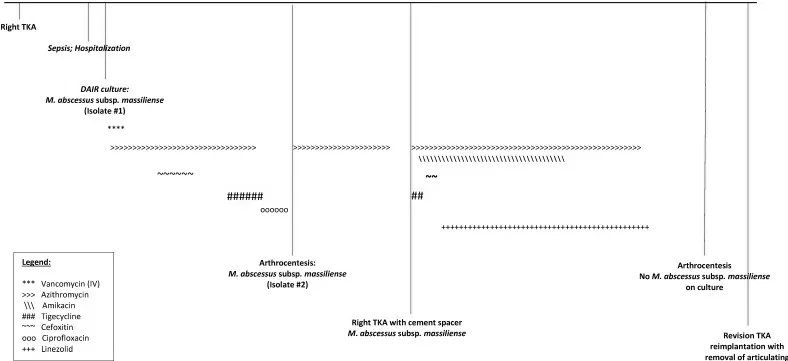 Right TKA
Sepsis; Hospitalization
DAIR culture:
M. abscessus subsp. massiliense
(Isolate #1)
****
>>>>>>>>>>>>>>>>>>>>>>>>>>>>>>>>> >>>>>>>>>>>>>>>>>>>>>> >>>>>>>>>>>>>>>>>>>>>>>>>>>>>>>>>>>>>>>>>>>>>>>>>>>>
\\\\\\\\\\\\\\\\\\\\\\\\\\\\\\\\\\\\\\
~~~~~~ ~~
###### ##
oooooo
+++++++++++++++++++++++++++++++++++++++++++++++
Arthrocentesis:
M. abscessus subsp. massiliense
(Isolate #2)
Arthrocentesis
No M. abscessus subsp. massiliense
on culture
Legend:
*** Vancomycin (IV)
>>> Azithromycin
\\\ Amikacin
### Tigecycline
~~~ Cefoxitin
ooo Ciprofloxacin
+++ Linezolid
Right TKA with cement spacer
M. abscessus subsp. massiliense
Revision TKA
reimplantation with
removal of articulating